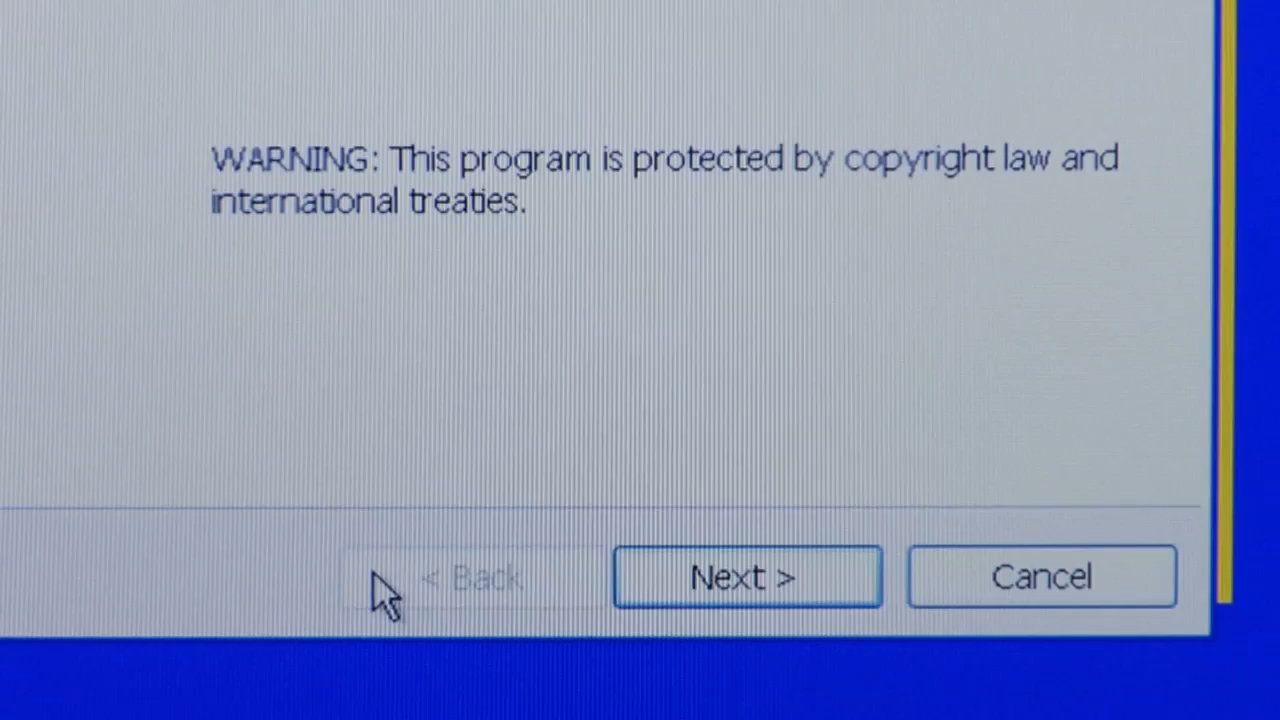 WARNING: This program is protected by copyright law and
international treaties.
< Back
Next >
Cancel